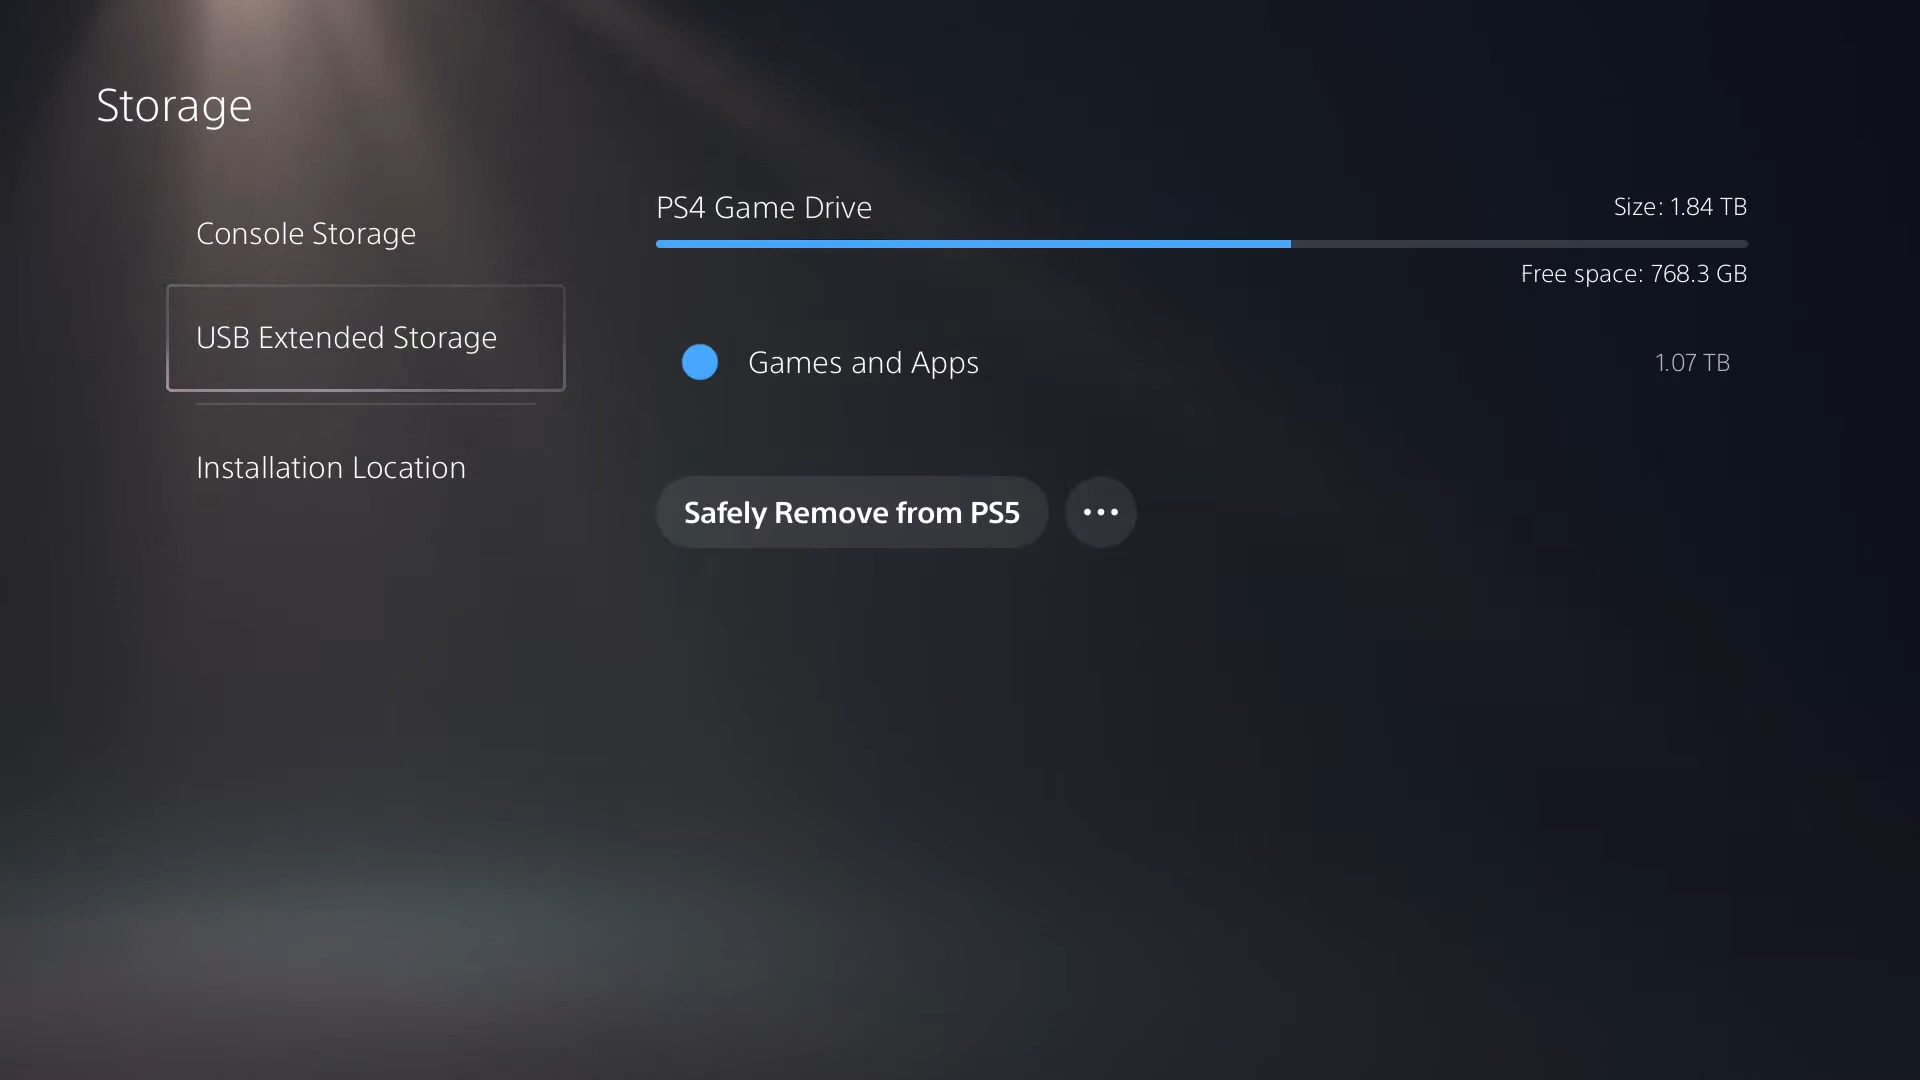 Storage
Console Storage
USB Extended Storage
Installation Location
PS4 Game Drive
Size: 1.84 TB
Free space: 768.3 GB
Games and Apps
1.07 TB
Safely Remove from PS5